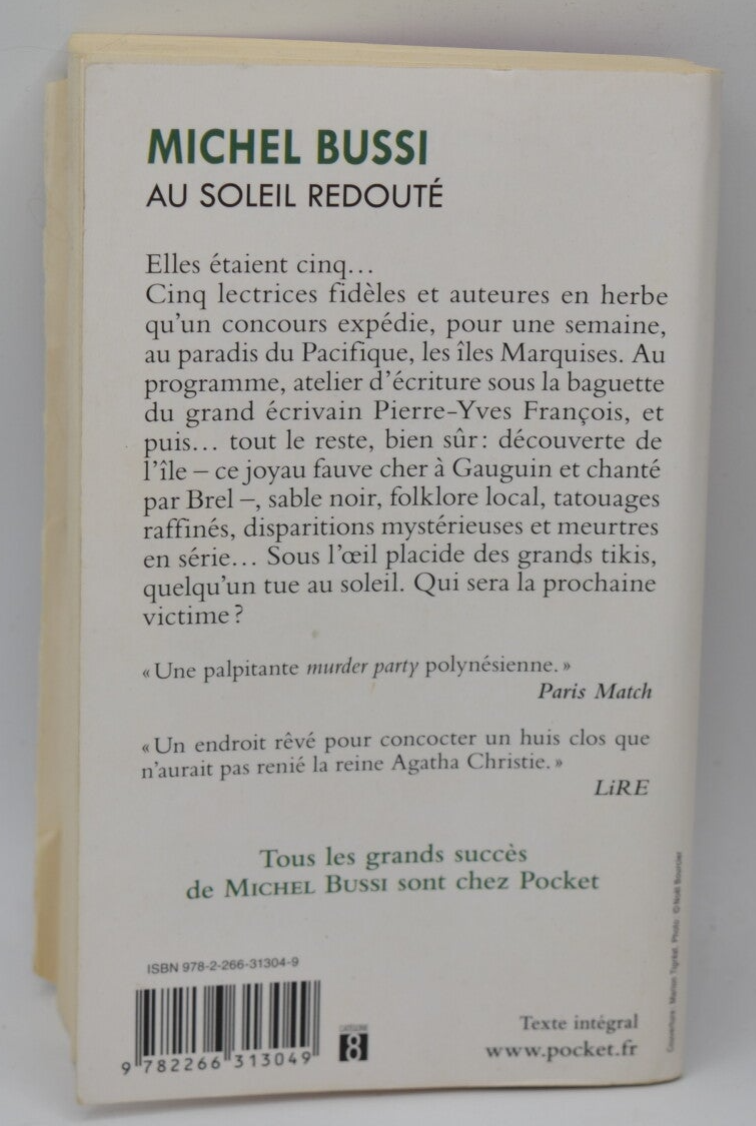 MICHEL BUSSI
AU SOLEIL REDOUTÉ
Elles étaient cinq...
Cinq lectrices fidèles et auteures en herbe
qu'un concours expédie, pour une semaine,
au paradis du Pacifique, les îles Marquises. Au
programme, atelier d'écriture sous la baguette
du grand écrivain Pierre-Yves François, et
puis... tout le reste, bien sûr : découverte de
l'île – ce joyau fauve cher à Gauguin et chanté
par Brel –, sable noir, folklore local, tatouages
raffinés, disparitions mystérieuses et meurtres
en série... Sous l'œil placide des grands tikis,
quelqu'un tue au soleil. Qui sera la prochaine
victime ?
« Une palpitante murder party polynésienne. »
Paris Match
« Un endroit rêvé pour concocter un huis clos que
n'aurait pas renié la reine Agatha Christie. »
LiRE
Tous les grands succès
de MICHEL BUSSI sont chez Pocket
ISBN 978-2-266-31304-9
9 782266 313049
8
Texte intégral
www.pocket.fr
Couverture : Marion Tigréat. Photo : © Noël Bourcier